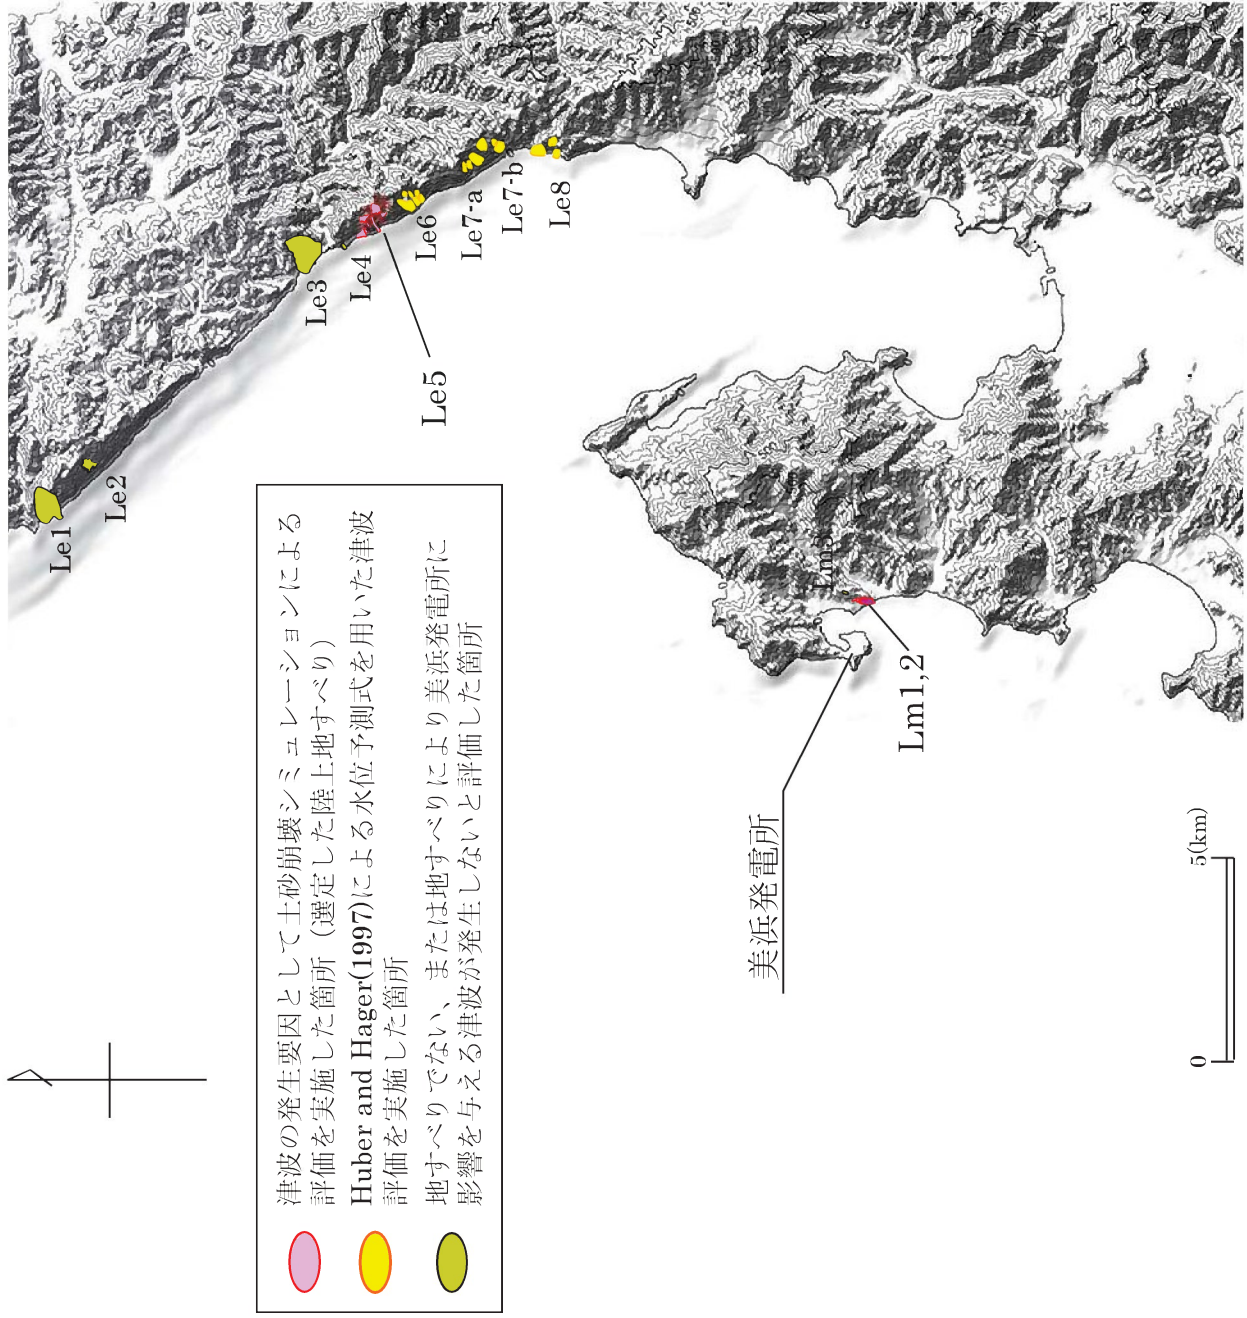 津波の発生要因として土砂崩壊シミュレーションによる
評価を実施した箇所（選定した陸上地すべり）
Huber and Hager(1997)による水位予測式を用いた津波
評価を実施した箇所
地すべりでない、または地すべりにより美浜発電所に
影響を与える津波が発生しないと評価した箇所
Le1
Le2
Le3
Le4
Le5
Le6
Le7-a
Le7-b
Le8
Lm3
Lm1,2
美浜発電所
0
5(km)